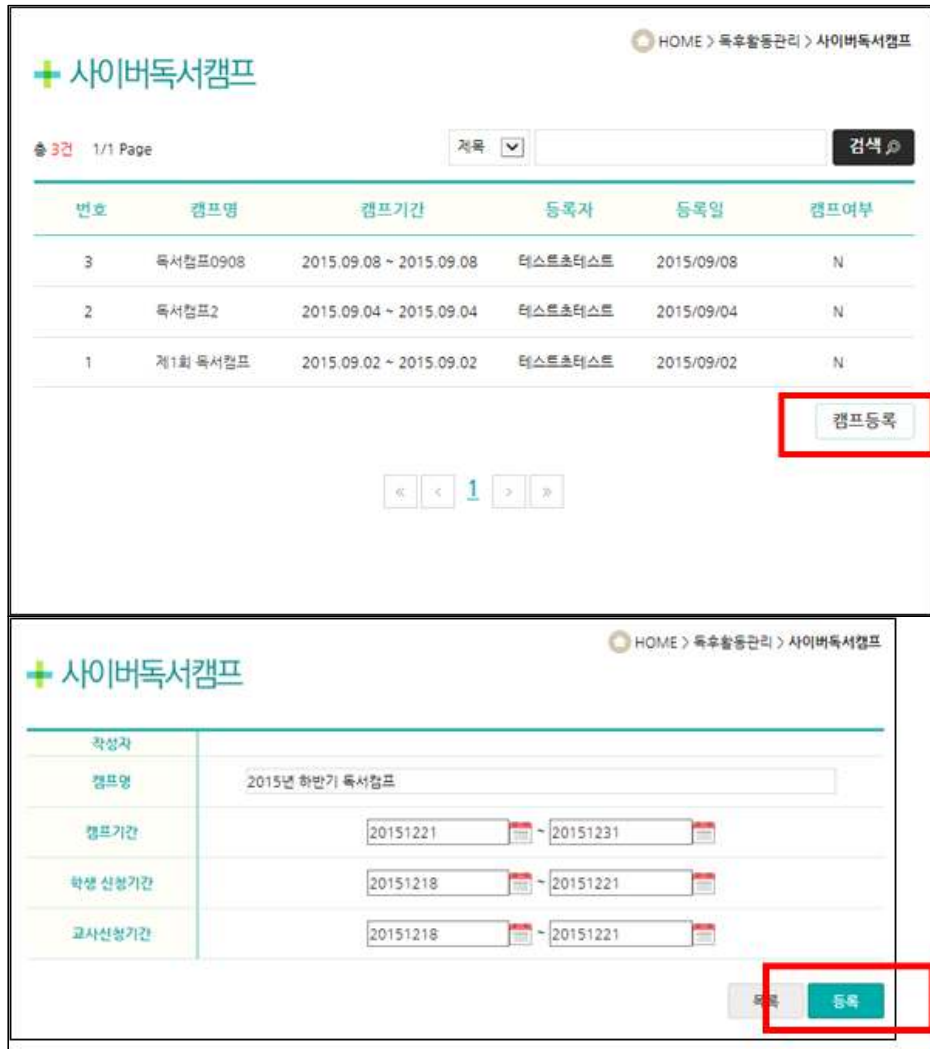 HOME > 독후활동관리 > 사이버독서캠프
사이버독서캠프
총 3건 1/1 Page 제목 검색
번호 캠프명 캠프기간 등록자 등록일 캠프여부
3 독서캠프0908 2015.09.08 ~ 2015.09.08 테스트초테스트 2015/09/08 N
2 독서캠프2 2015.09.04 ~ 2015.09.04 테스트초테스트 2015/09/04 N
1 제1회 독서캠프 2015.09.02 ~ 2015.09.02 테스트초테스트 2015/09/02 N
캠프등록
« < 1 > »
HOME > 독후활동관리 > 사이버독서캠프
사이버독서캠프
작성자
캠프명 2015년 하반기 독서캠프
캠프기간 20151221 ~ 20151231
학생 신청기간 20151218 ~ 20151221
교사신청기간 20151218 ~ 20151221
목록 등록